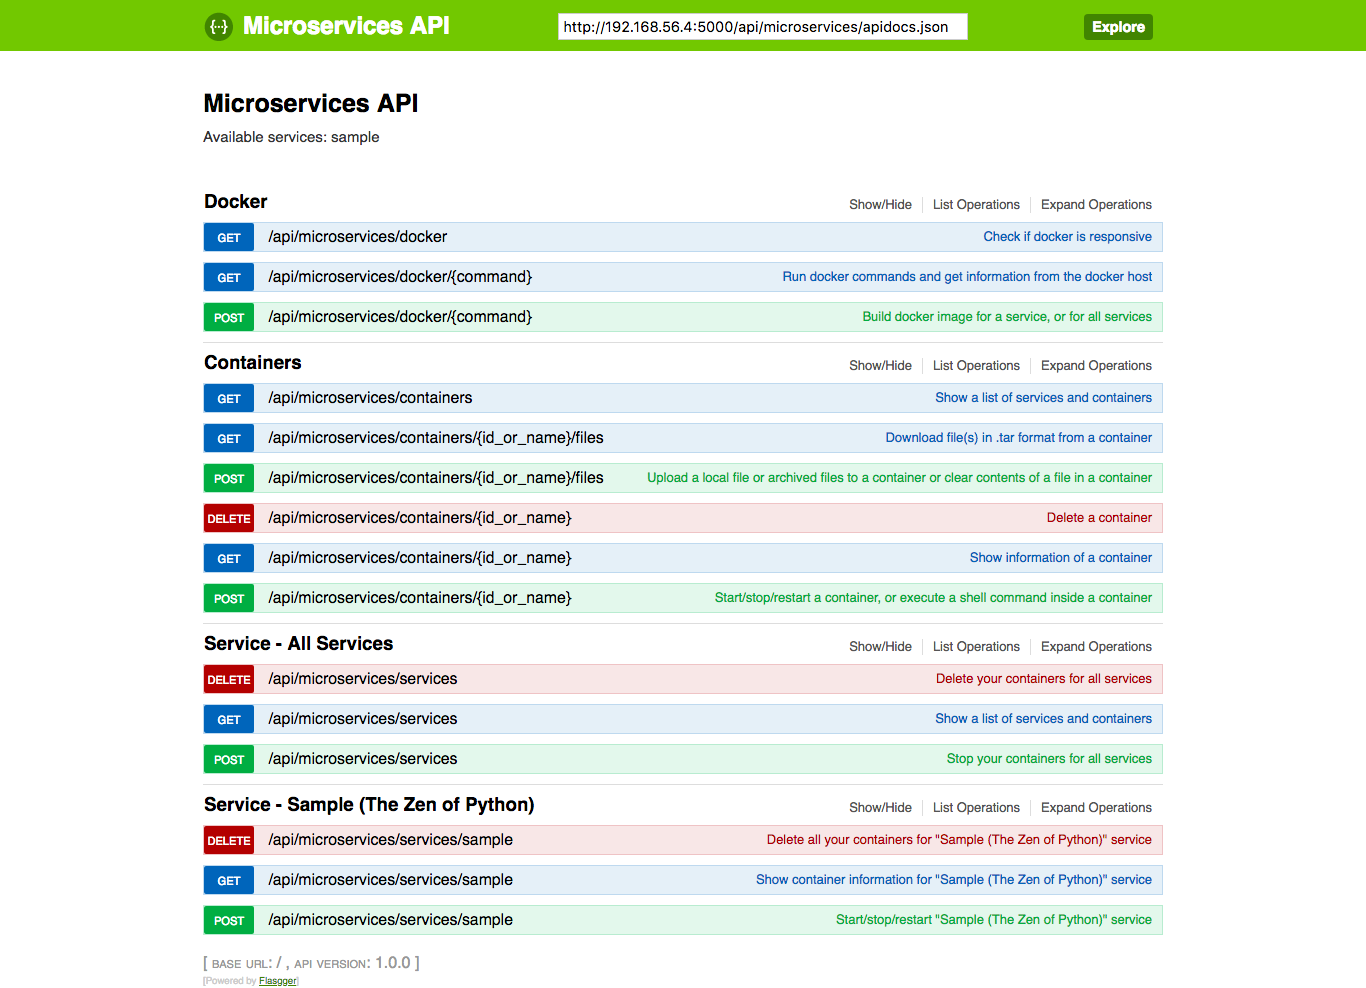 {···} Microservices API http://192.168.56.4:5000/api/microservices/apidocs.json Explore
Microservices API
Available services: sample
Docker Show/Hide List Operations Expand Operations
GET /api/microservices/docker Check if docker is responsive
GET /api/microservices/docker/{command} Run docker commands and get information from the docker host
POST /api/microservices/docker/{command} Build docker image for a service, or for all services
Containers Show/Hide List Operations Expand Operations
GET /api/microservices/containers Show a list of services and containers
GET /api/microservices/containers/{id_or_name}/files Download file(s) in .tar format from a container
POST /api/microservices/containers/{id_or_name}/files Upload a local file or archived files to a container or clear contents of a file in a container
DELETE /api/microservices/containers/{id_or_name} Delete a container
GET /api/microservices/containers/{id_or_name} Show information of a container
POST /api/microservices/containers/{id_or_name} Start/stop/restart a container, or execute a shell command inside a container
Service - All Services Show/Hide List Operations Expand Operations
DELETE /api/microservices/services Delete your containers for all services
GET /api/microservices/services Show a list of services and containers
POST /api/microservices/services Stop your containers for all services
Service - Sample (The Zen of Python) Show/Hide List Operations Expand Operations
DELETE /api/microservices/services/sample Delete all your containers for "Sample (The Zen of Python)" service
GET /api/microservices/services/sample Show container information for "Sample (The Zen of Python)" service
POST /api/microservices/services/sample Start/stop/restart "Sample (The Zen of Python)" service
[ BASE URL: / , API VERSION: 1.0.0 ]
[Powered by Flasgger]